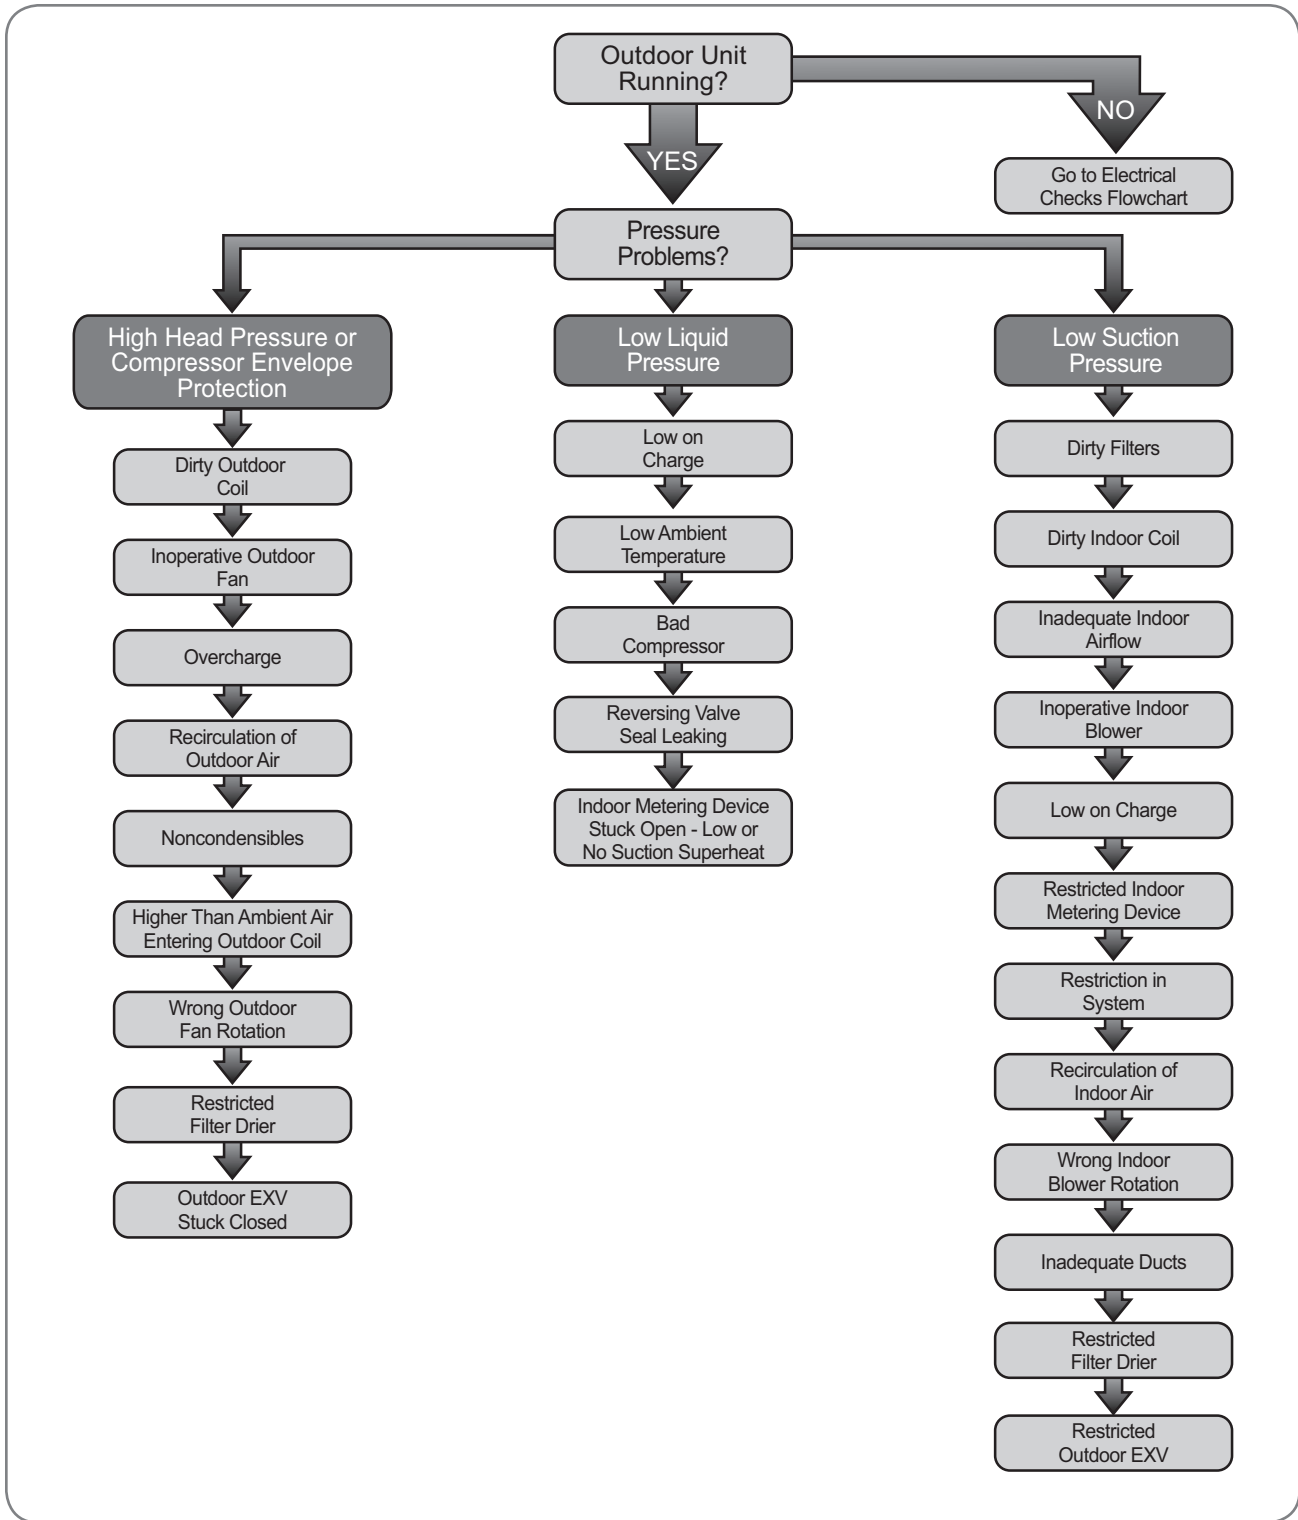 Outdoor Unit
Running?
NO
YES
Go to Electrical
Checks Flowchart
Pressure
Problems?
High Head Pressure or
Compressor Envelope
Protection
Dirty Outdoor
Coil
Inoperative Outdoor
Fan
Overcharge
Recirculation of
Outdoor Air
Noncondensibles
Higher Than Ambient Air
Entering Outdoor Coil
Wrong Outdoor
Fan Rotation
Restricted
Filter Drier
Outdoor EXV
Stuck Closed
Low Liquid
Pressure
Low on
Charge
Low Ambient
Temperature
Bad
Compressor
Reversing Valve
Seal Leaking
Indoor Metering Device
Stuck Open - Low or
No Suction Superheat
Low Suction
Pressure
Dirty Filters
Dirty Indoor Coil
Inadequate Indoor
Airflow
Inoperative Indoor
Blower
Low on Charge
Restricted Indoor
Metering Device
Restriction in
System
Recirculation of
Indoor Air
Wrong Indoor
Blower Rotation
Inadequate Ducts
Restricted
Filter Drier
Restricted
Outdoor EXV